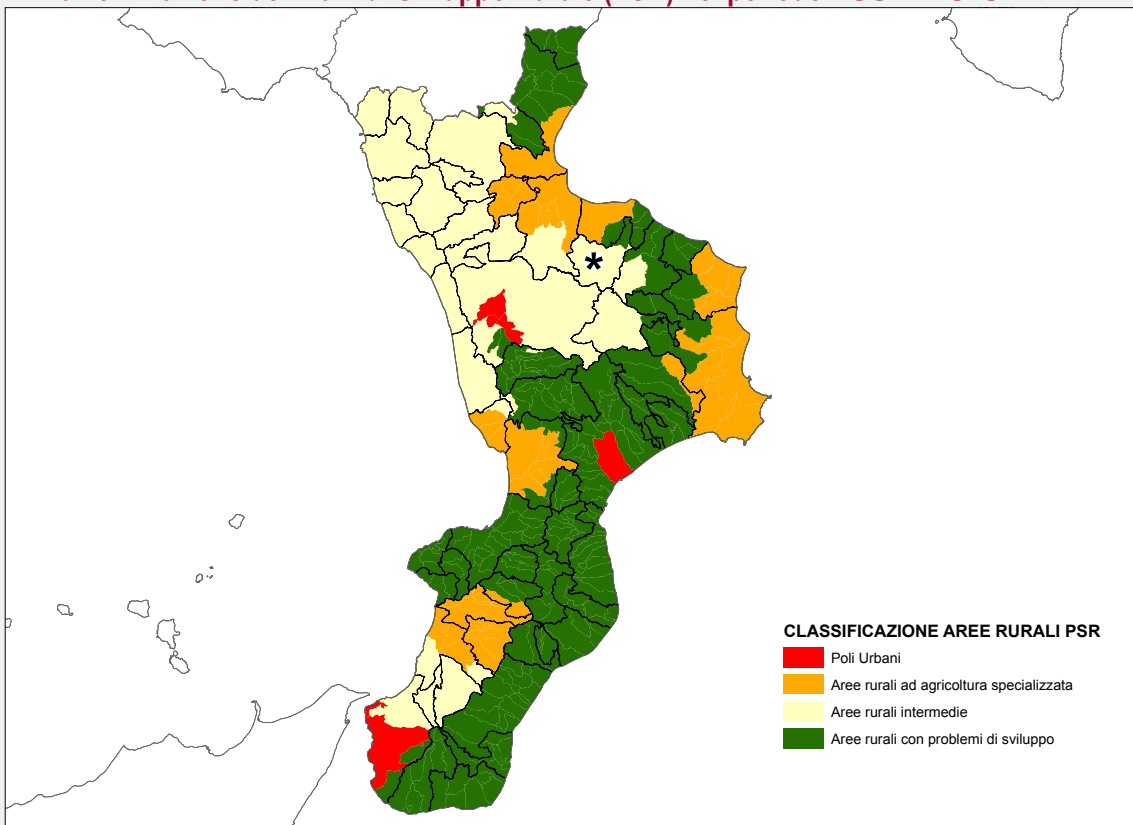 *
CLASSIFICAZIONE AREE RURALI PSR
Poli Urbani
Aree rurali ad agricoltura specializzata
Aree rurali intermedie
Aree rurali con problemi di sviluppo